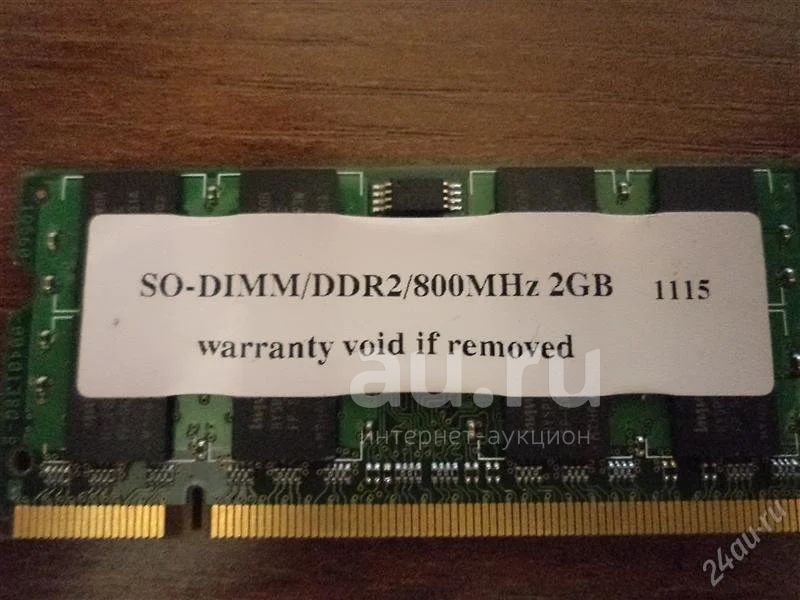 SO-DIMM/DDR2/800MHz 2GB 1115
warranty void if removed
au.ru
интернет-аукцион
24au.ru